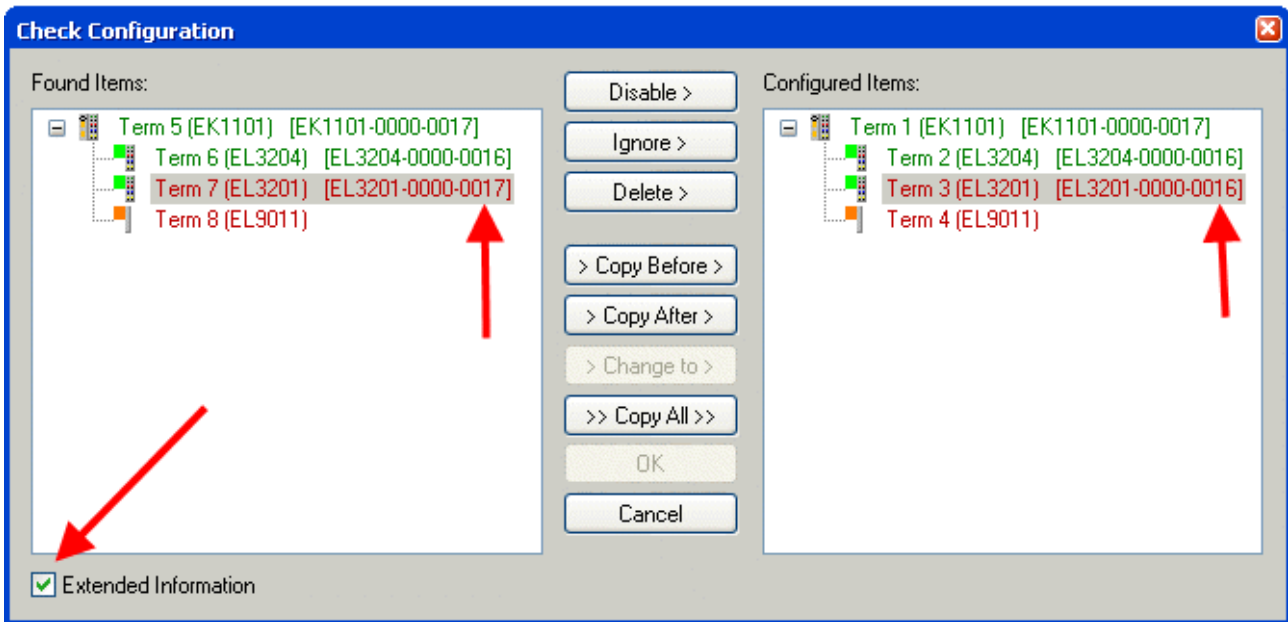 Check Configuration
Found Items:
Term 5 (EK1101) [EK1101-0000-0017]
Term 6 (EL3204) [EL3204-0000-0016]
Term 7 (EL3201) [EL3201-0000-0017]
Term 8 (EL9011)
Disable >
Ignore >
Delete >
> Copy Before >
> Copy After >
> Change to >
>> Copy All >>
OK
Cancel
Configured Items:
Term 1 (EK1101) [EK1101-0000-0017]
Term 2 (EL3204) [EL3204-0000-0016]
Term 3 (EL3201) [EL3201-0000-0016]
Term 4 (EL9011)
Extended Information